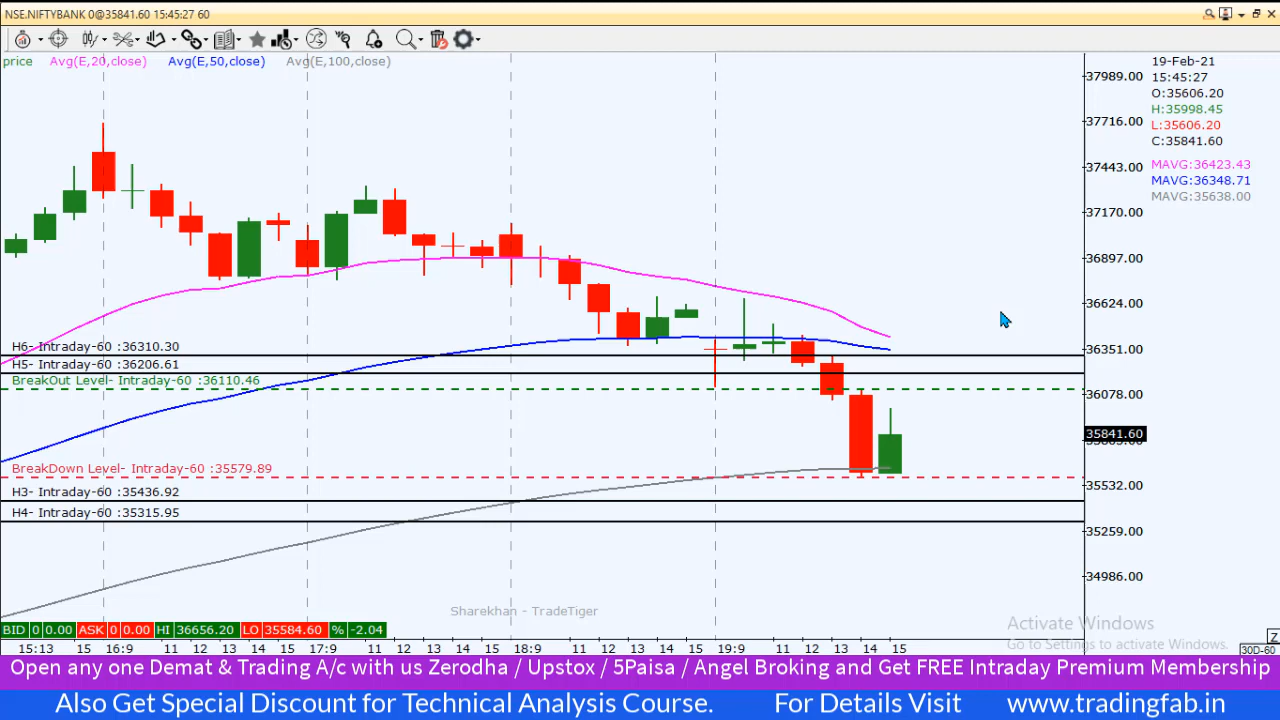 NSE.NIFTYBANK 0@35841.60 15:45:27 60
price Avg(E,20,close) Avg(E,50,close) Avg(E,100,close)
19-Feb-21
15:45:27
O:35606.20
H:35998.45
L:35606.20
C:35841.60
MAVG:36423.43
MAVG:36348.71
MAVG:35638.00
37989.00
37716.00
37443.00
37170.00
36897.00
36624.00
36351.00
36078.00
35841.60
35532.00
35259.00
34986.00
H6- Intraday-60 :36310.30
H5- Intraday-60 :36206.61
BreakOut Level- Intraday-60 :36110.46
BreakDown Level- Intraday-60 :35579.89
H3- Intraday-60 :35436.92
H4- Intraday-60 :35315.95
Sharekhan - TradeTiger
Activate Windows
Go to Settings to activate Windows.
BID 0 0.00 ASK 0 0.00 HI 36656.20 LO 35584.60 % -2.04
Z
15:13 15 16:9 11 12 13 14 15 17:9 11 12 13 14 15 18:9 11 12 13 14 15 19:9 11 12 13 14 15 30D-60
Open any one Demat & Trading A/c with us Zerodha / Upstox / 5Paisa / Angel Broking and Get FREE Intraday Premium Membership
Also Get Special Discount for Technical Analysis Course. For Details Visit www.tradingfab.in